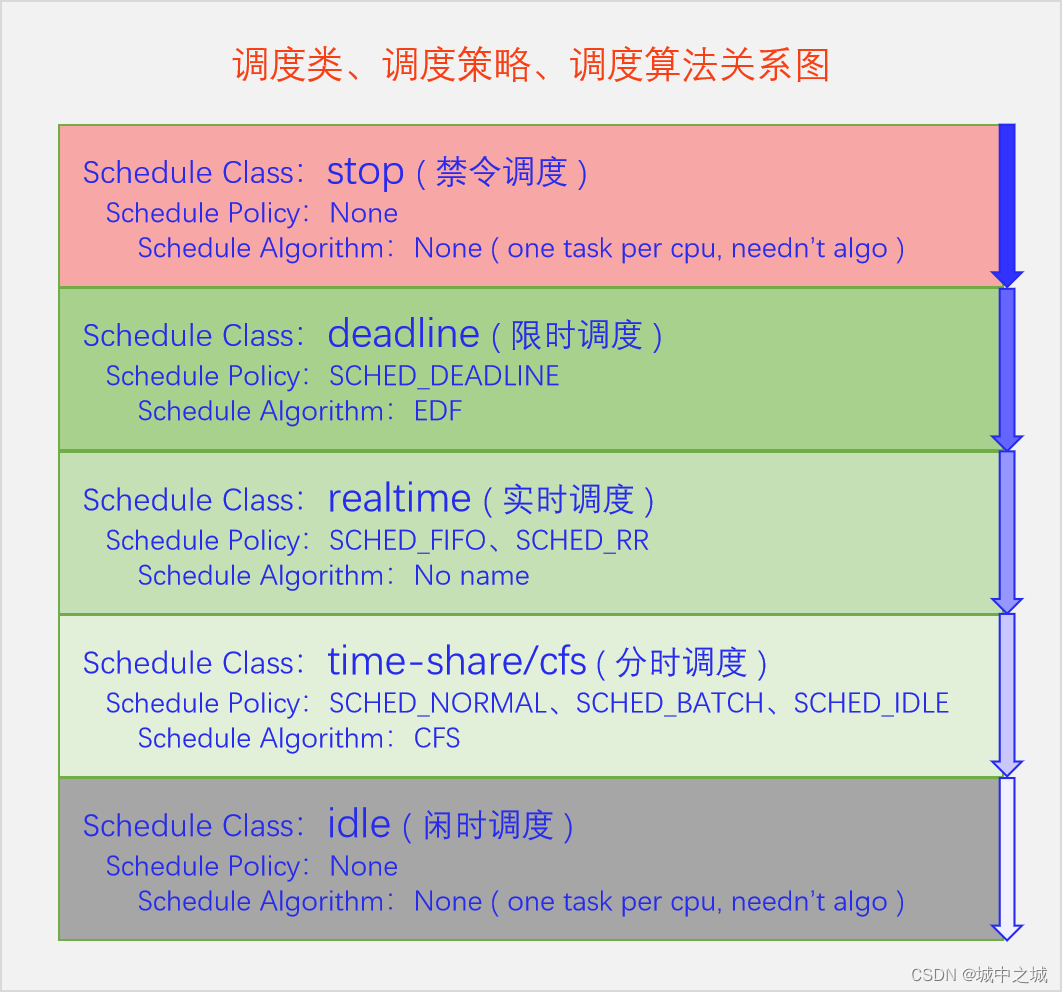 调度类、调度策略、调度算法关系图
Schedule Class： stop ( 禁令调度 )
Schedule Policy： None
Schedule Algorithm： None ( one task per cpu, needn’t algo )
Schedule Class： deadline ( 限时调度 )
Schedule Policy： SCHED_DEADLINE
Schedule Algorithm： EDF
Schedule Class： realtime ( 实时调度 )
Schedule Policy： SCHED_FIFO、SCHED_RR
Schedule Algorithm： No name
Schedule Class： time-share/cfs ( 分时调度 )
Schedule Policy： SCHED_NORMAL、SCHED_BATCH、SCHED_IDLE
Schedule Algorithm： CFS
Schedule Class： idle ( 闲时调度 )
Schedule Policy： None
Schedule Algorithm： None ( one task per cpu, needn’t algo )
CSDN @城中之城